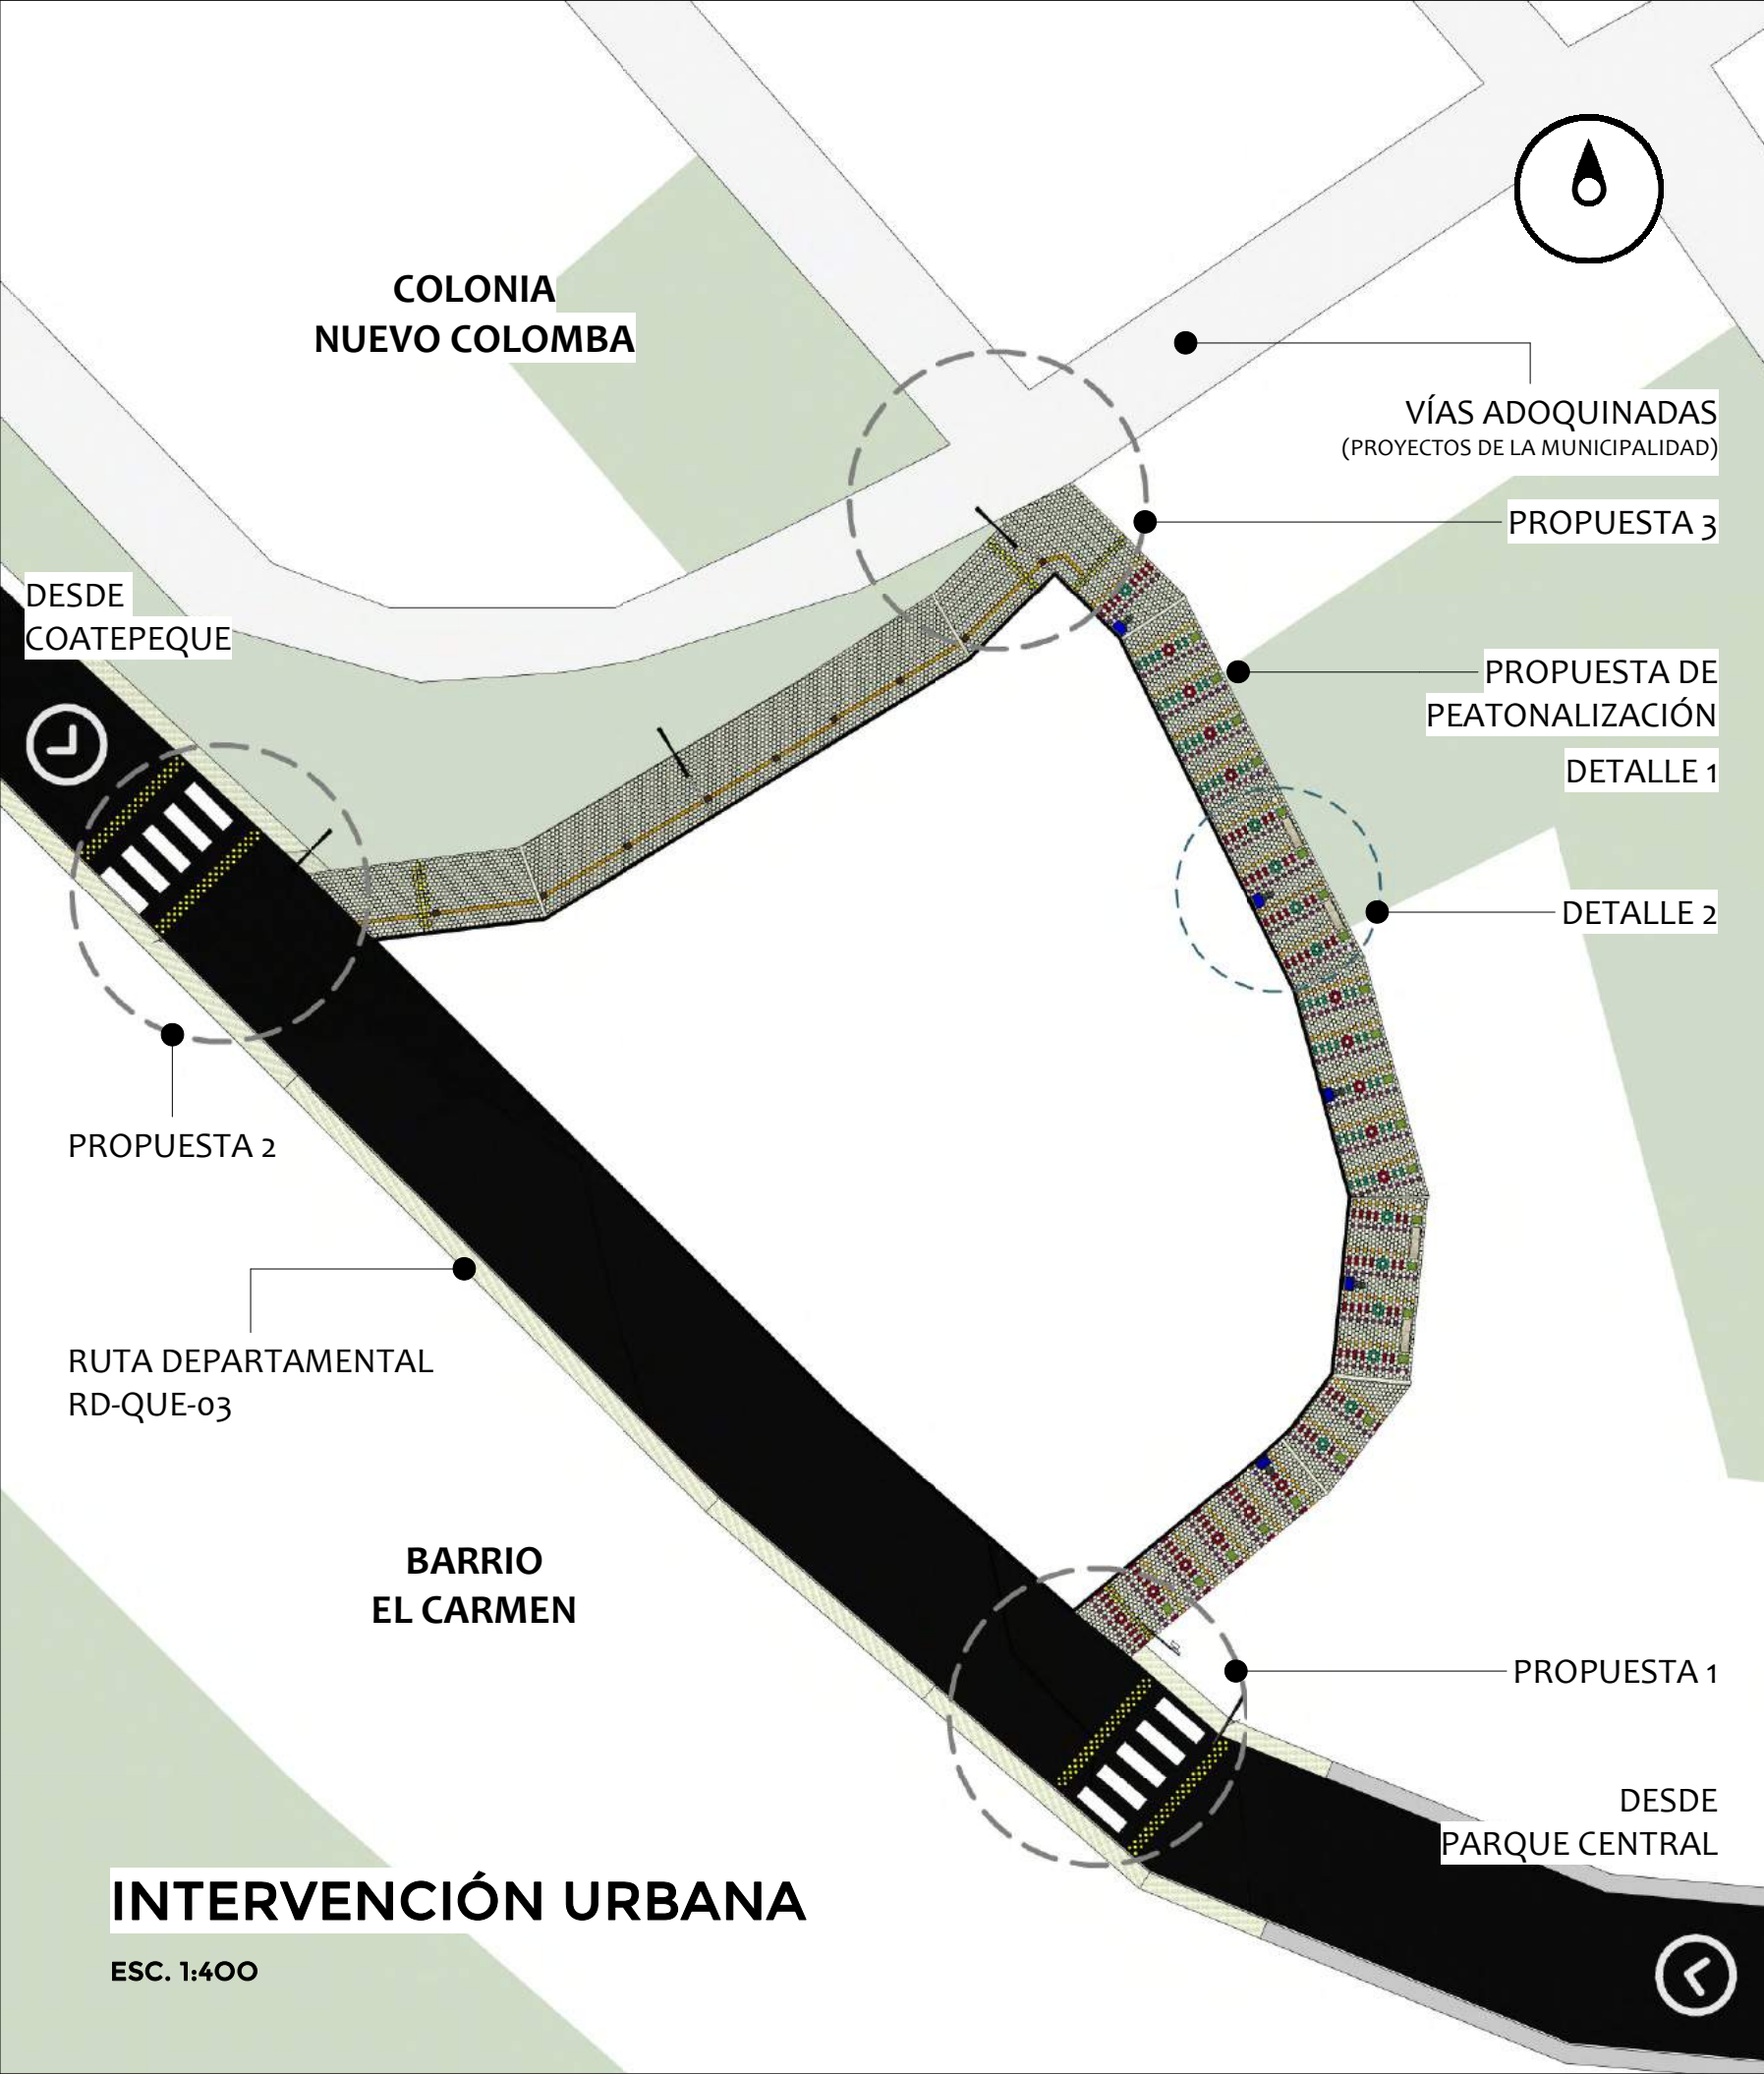 COLONIA
NUEVO COLOMBA
VÍAS ADOQUINADAS
(PROYECTOS DE LA MUNICIPALIDAD)
PROPUESTA 3
DESDE
COATEPEQUE
PROPUESTA DE
PEATONALIZACIÓN
DETALLE 1
DETALLE 2
PROPUESTA 2
RUTA DEPARTAMENTAL
RD-QUE-03
BARRIO
EL CARMEN
PROPUESTA 1
DESDE
PARQUE CENTRAL
INTERVENCIÓN URBANA
ESC. 1:400